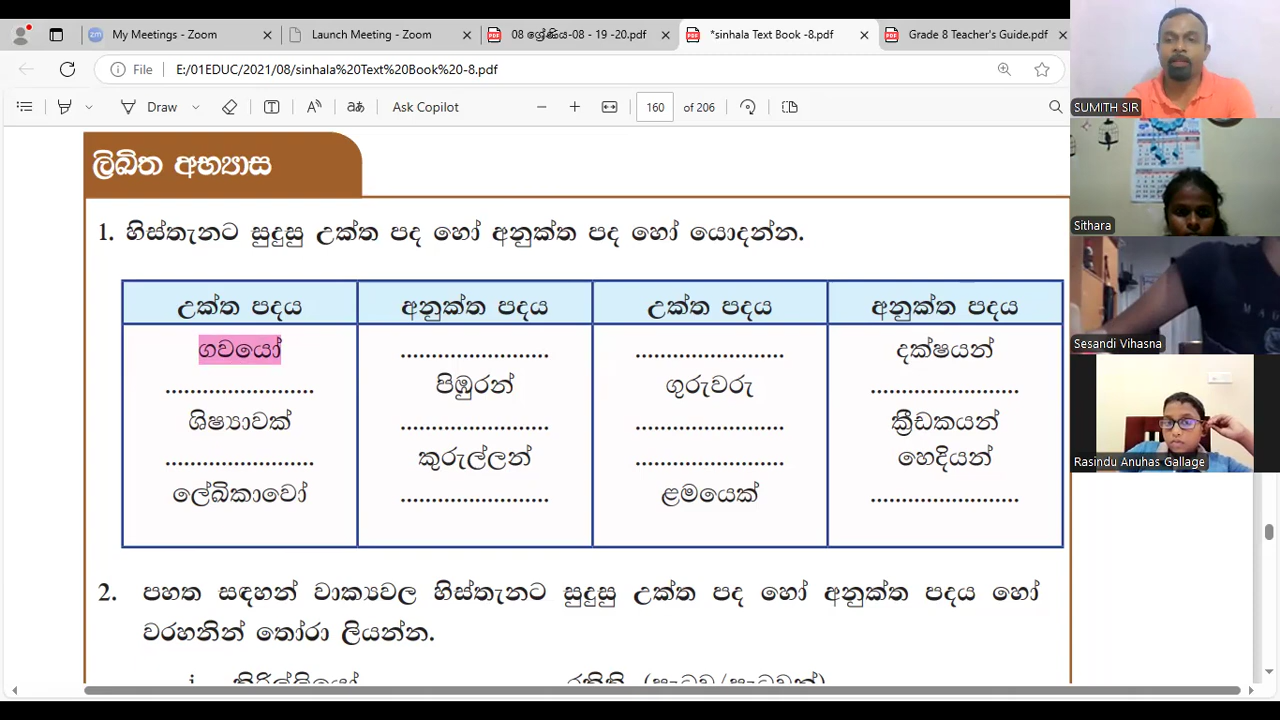 My Meetings - Zoom
Launch Meeting - Zoom
08 ශ්‍රේණිය-08 - 19 -20.pdf
*sinhala Text Book -8.pdf
Grade 8 Teacher's Guide.pdf
File E:/01EDUC/2021/08/sinhala%20Text%20Book%20-8.pdf
Draw aあ Ask Copilot 160 of 206
SUMITH SIR
Sithara
Sesandi Vihasna
Rasindu Anuhas Gallage
ලිඛිත අභ්‍යාස
1. හිස්තැනට සුදුසු උක්ත පද හෝ අනුක්ත පද හෝ යොදන්න.
උක්ත පදය අනුක්ත පදය උක්ත පදය අනුක්ත පදය
ගවයෝ ........................ ........................ දක්ෂයන්
........................ පිඹුරන් ගුරුවරු ........................
ශිෂ්‍යාවක් ........................ ........................ ක්‍රීඩකයන්
........................ කුරුල්ලන් ........................ හෙදියන්
ලේඛිකාවෝ ........................ ළමයෙක් ........................
2. පහත සඳහන් වාක්‍යවල හිස්තැනට සුදුසු උක්ත පද හෝ අනුක්ත පදය හෝ
වරහනින් තෝරා ලියන්න.